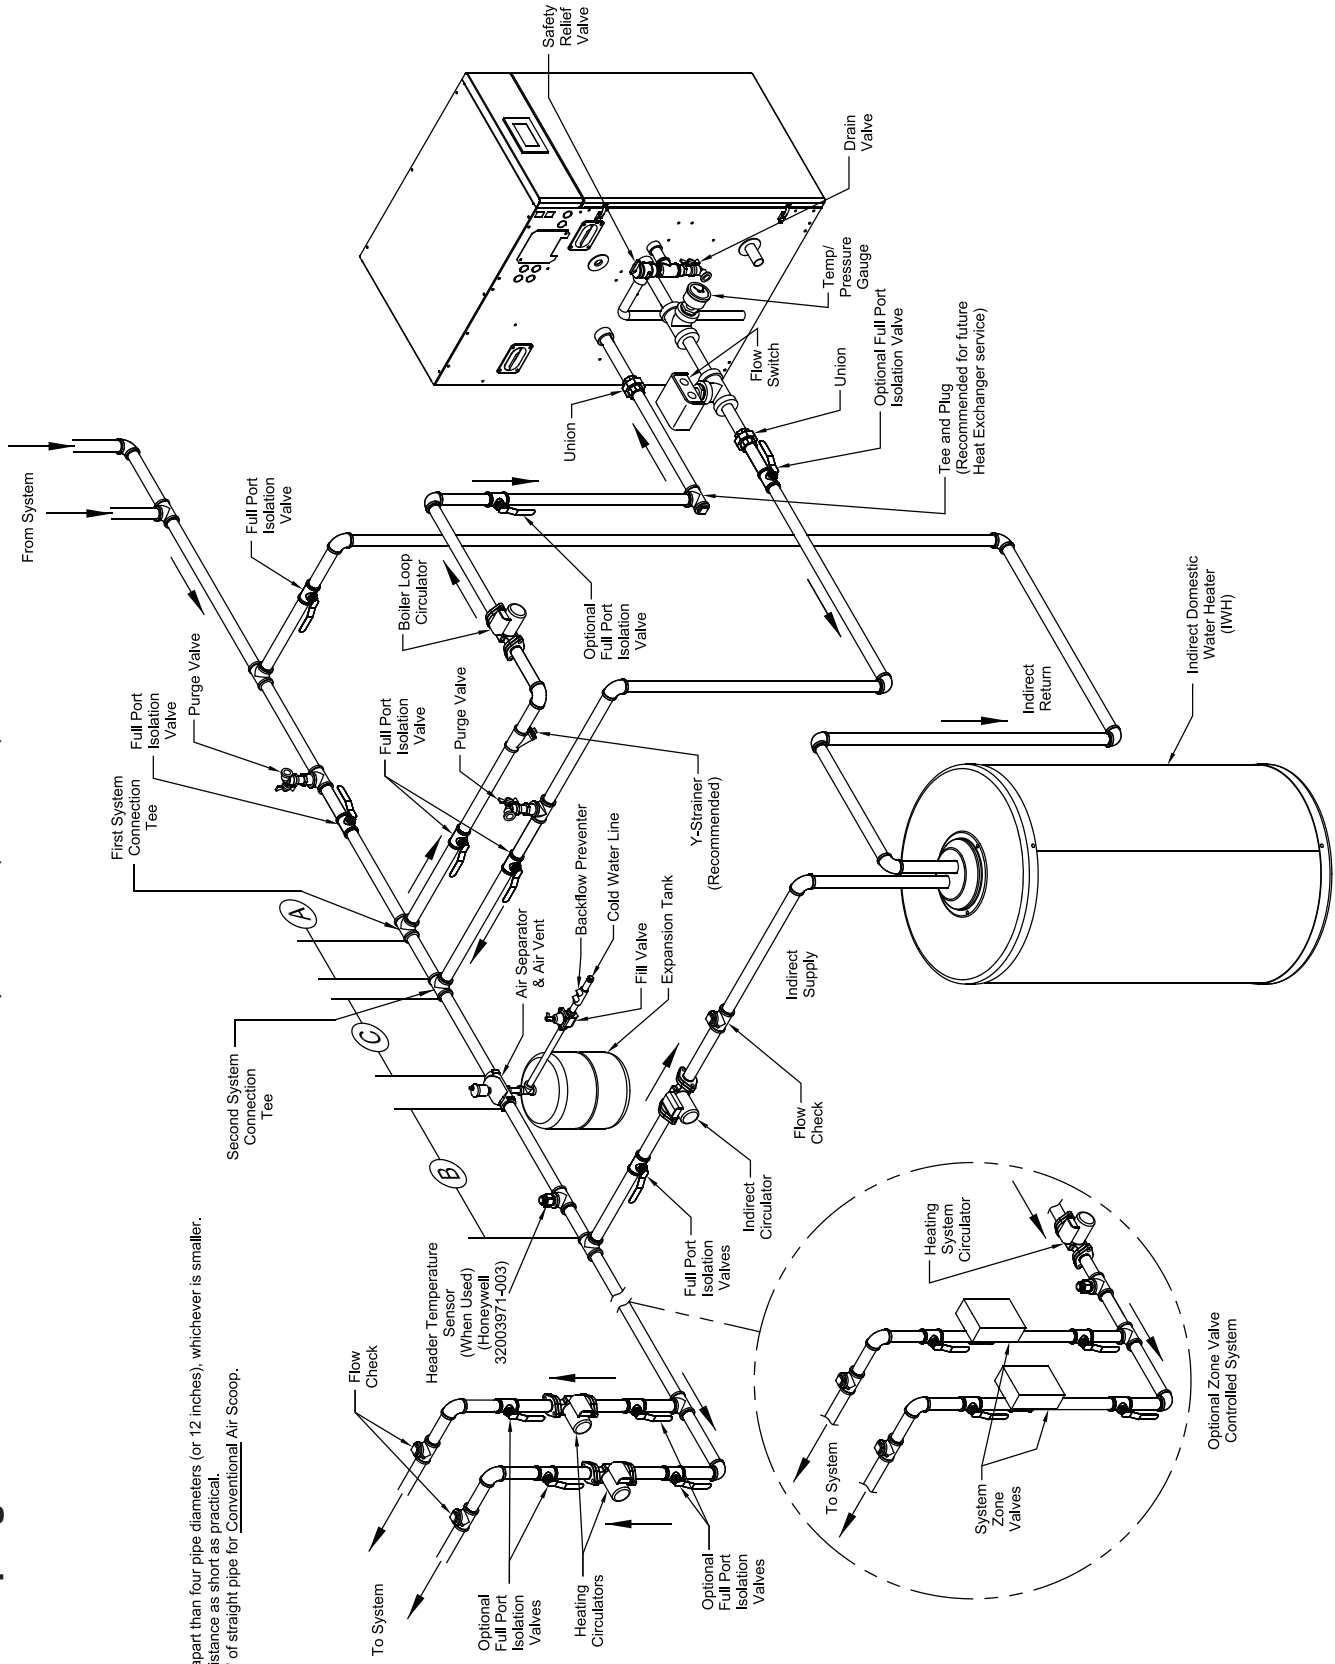 apart than four pipe diameters (or 12 inches), whichever is smaller.
istance as short as practical.
of straight pipe for Conventional Air Scoop.
To System
Optional
Full Port
Isolation
Valves
Heating
Circulators
Optional
Full Port
Isolation
Valves
Flow
Check
Header Temperature
Sensor
(When Used)
(Honeywell
32003971-003)
Second System
Connection
Tee
First System
Connection
Tee
Full Port
Isolation
Valve
Purge Valve
From System
Full Port
Isolation
Valve
A
C
B
Full Port
Isolation
Valve
Boiler Loop
Circulator
Purge Valve
Air Separator
& Air Vent
Backflow Preventer
Cold Water Line
Fill Valve
Expansion Tank
Y-Strainer
(Recommended)
Optional
Full Port
Isolation
Valve
Union
Safety
Relief
Valve
Drain
Valve
Temp/
Pressure
Gauge
Flow
Switch
Union
Optional Full Port
Isolation Valve
Tee and Plug
(Recommended for future
Heat Exchanger service)
Indirect
Return
Indirect Domestic
Water Heater
(IWH)
Indirect
Supply
Flow
Check
Indirect
Circulator
Full Port
Isolation
Valves
Heating
System
Circulator
To System
System
Zone
Valves
Optional Zone Valve
Controlled System